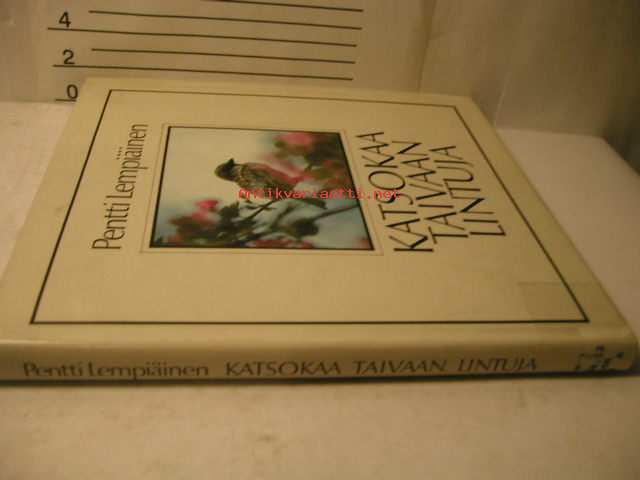 4
2
0
Pentti Lempiäinen
KATSOKAA
TAIVAAN
LINTUJA
antikvariaatti.net
Pentti Lempiäinen KATSOKAA TAIVAAN LINTUJA